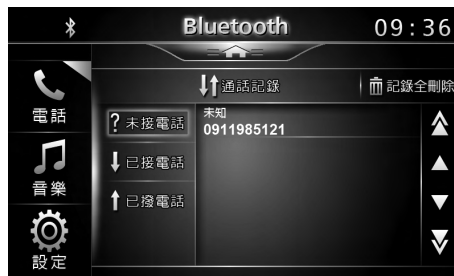 Bluetooth
09:36
通話記錄
記錄全刪除
電話
未接電話
未知
0911985121
已接電話
音樂
已撥電話
設定